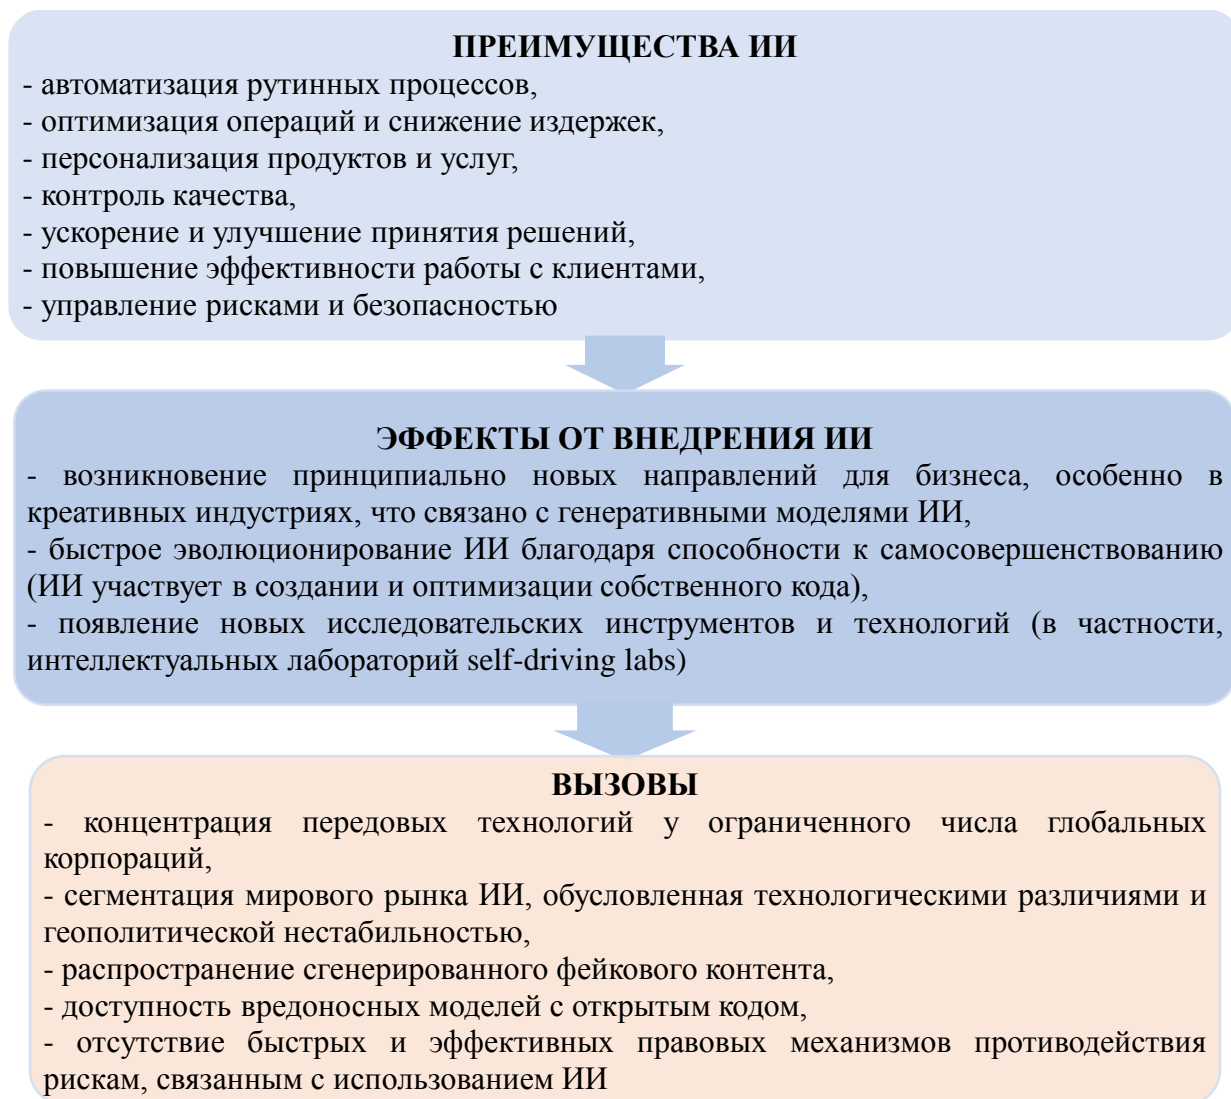 ПРЕИМУЩЕСТВА ИИ
- автоматизация рутинных процессов,
- оптимизация операций и снижение издержек,
- персонализация продуктов и услуг,
- контроль качества,
- ускорение и улучшение принятия решений,
- повышение эффективности работы с клиентами,
- управление рисками и безопасностью
ЭФФЕКТЫ ОТ ВНЕДРЕНИЯ ИИ
- возникновение принципиально новых направлений для бизнеса, особенно в
креативных индустриях, что связано с генеративными моделями ИИ,
- быстрое эволюционирование ИИ благодаря способности к самосовершенствованию
(ИИ участвует в создании и оптимизации собственного кода),
- появление новых исследовательских инструментов и технологий (в частности,
интеллектуальных лабораторий self-driving labs)
ВЫЗОВЫ
- концентрация передовых технологий у ограниченного числа глобальных
корпораций,
- сегментация мирового рынка ИИ, обусловленная технологическими различиями и
геополитической нестабильностью,
- распространение сгенерированного фейкового контента,
- доступность вредоносных моделей с открытым кодом,
- отсутствие быстрых и эффективных правовых механизмов противодействия
рискам, связанным с использованием ИИ